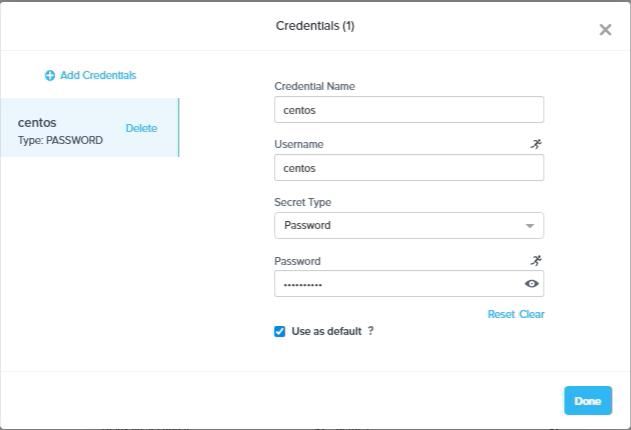 Credentials (1)
Add Credentials
centos
Delete
Type: PASSWORD
Credential Name
centos
Username
centos
Secret Type
Password
Password
••••••••••
Reset Clear
Use as default ?
Done